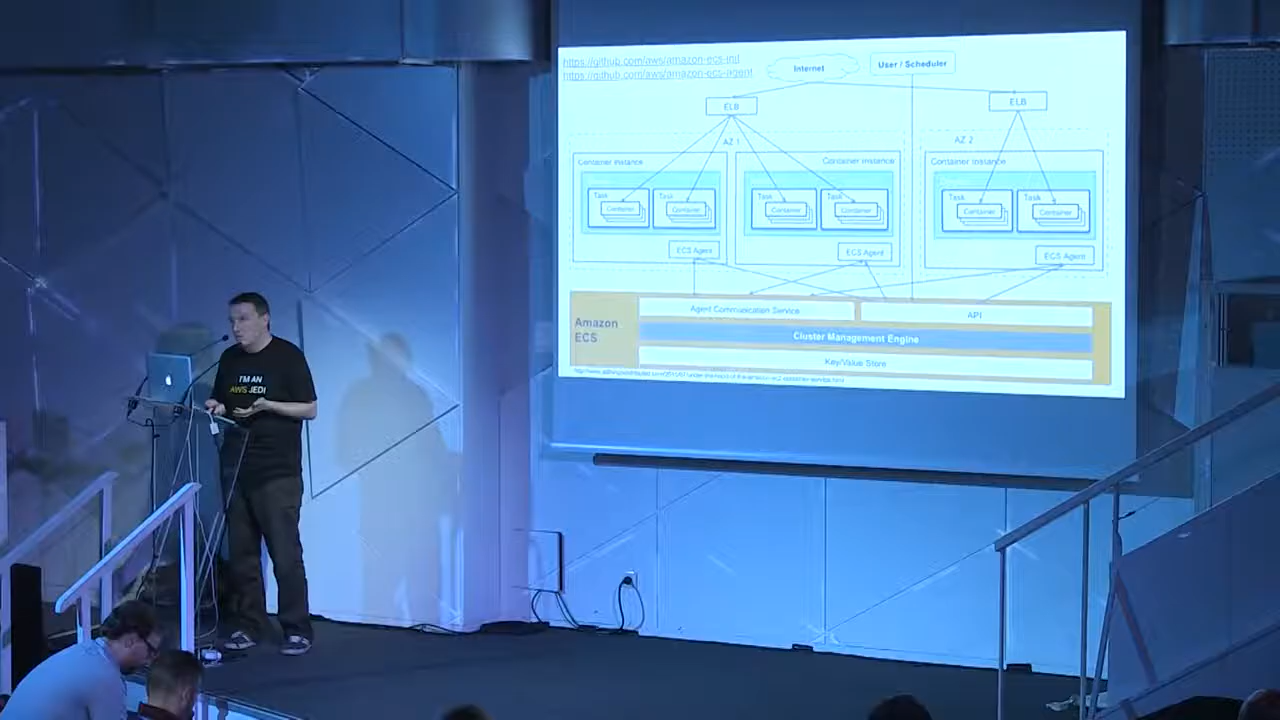 https://github.com/aws/amazon-ecs-init
https://github.com/aws/amazon-ecs-agent
Internet
User / Scheduler
ELB
ELB
AZ 1
AZ 2
Container instance
Container instance
Container instance
Task
Task
Task
Task
Task
Task
Container
Container
Container
Container
Container
Container
ECS Agent
ECS Agent
ECS Agent
Amazon
ECS
Agent Communication Service
API
Cluster Management Engine
Key/Value Store
I'M AN
AWS JEDI